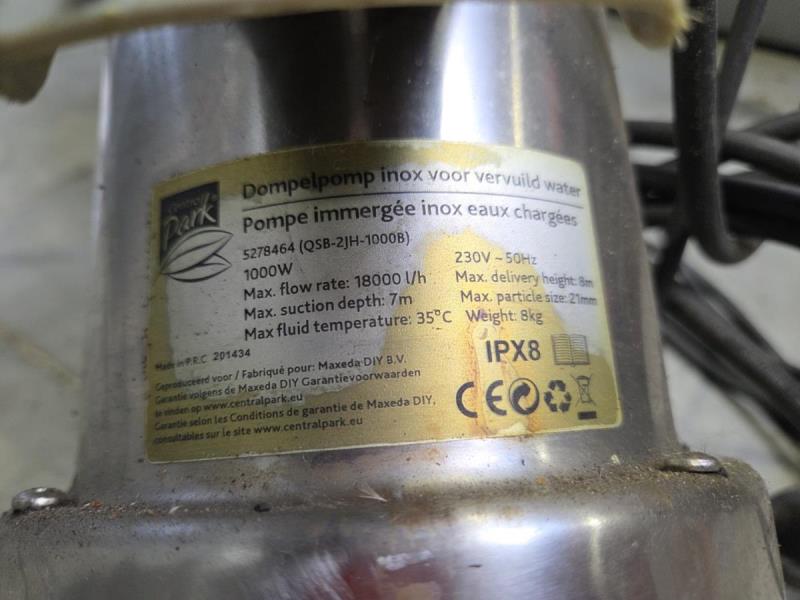 Central
Park
Dompelpomp inox voor vervuild water
Pompe immergée inox eaux chargées
5278464 (QSB-2JH-1000B)
1000W
Max. flow rate: 18000 l/h
Max. suction depth: 7m
Max fluid temperature: 35°C
230V ~ 50Hz
Max. delivery height: 8m
Max. particle size: 21mm
Weight: 8kg
IPX8
Made in P.R.C 201434
Geproduceerd voor / Fabriqué pour: Maxeda DIY B.V.
Garantie volgens de Maxeda DIY Garantievoorwaarden
te vinden op www.centralpark.eu
Garantie selon les Conditions de garantie de Maxeda DIY,
consultables sur le site www.centralpark.eu
CE